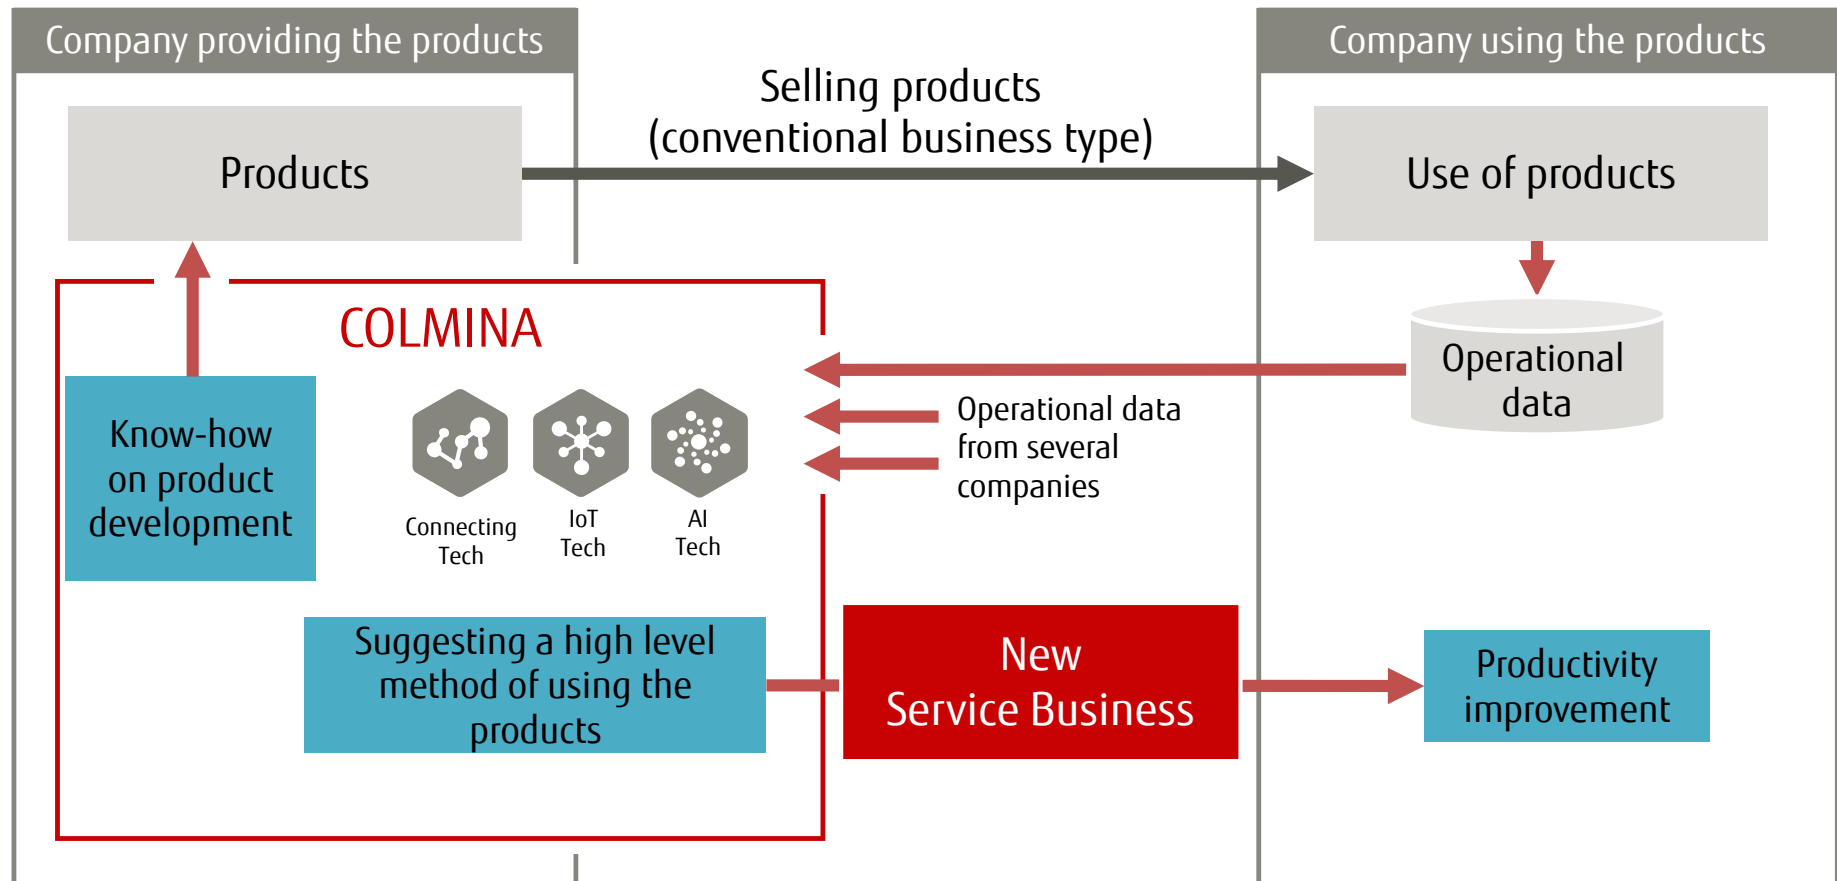 Company providing the products
Company using the products
Selling products
(conventional business type)
Products
Use of products
COLMINA
Operational
data
Know-how
on product
development
Operational data
from several
companies
Connecting
Tech
IoT
Tech
AI
Tech
Suggesting a high level
method of using the
products
New
Service Business
Productivity
improvement